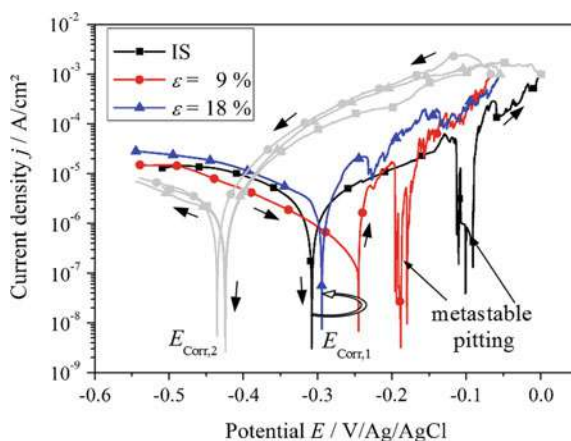 IS
ε = 9 %
ε = 18 %
Current density j / A/cm²
10⁻²
10⁻³
10⁻⁴
10⁻⁵
10⁻⁶
10⁻⁷
10⁻⁸
10⁻⁹
10⁻¹⁰
E_Corr,2
E_Corr,1
metastable
pitting
-0.6 -0.5 -0.4 -0.3 -0.2 -0.1 0.0
Potential E / V/Ag/AgCl